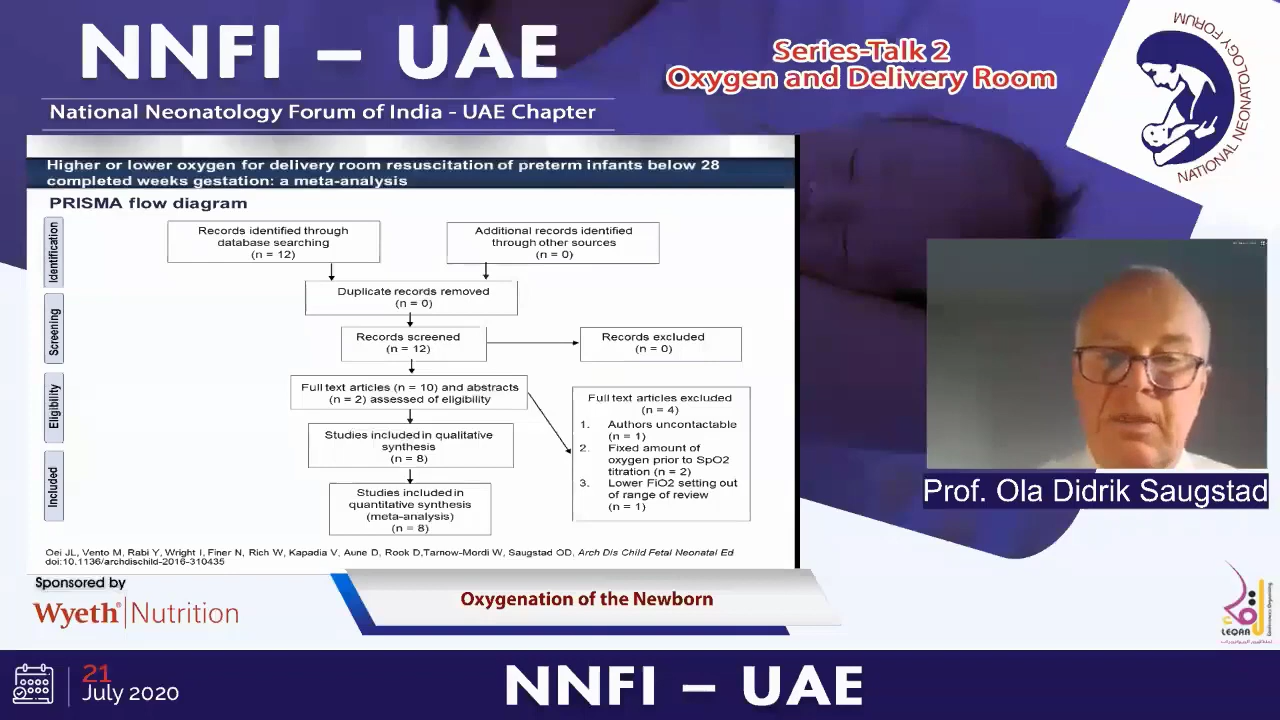 NNFI – UAE
National Neonatology Forum of India - UAE Chapter
Series-Talk 2
Oxygen and Delivery Room
NATIONAL NEONATOLOGY FORUM
Higher or lower oxygen for delivery room resuscitation of preterm infants below 28
completed weeks gestation: a meta-analysis
PRISMA flow diagram
Identification
Records identified through
database searching
(n = 12)
Additional records identified
through other sources
(n = 0)
Duplicate records removed
(n = 0)
Screening
Records screened
(n = 12)
Records excluded
(n = 0)
Eligibility
Full text articles (n = 10) and abstracts
(n = 2) assessed of eligibility
Full text articles excluded
(n = 4)
1. Authors uncontactable
(n = 1)
2. Fixed amount of
oxygen prior to SpO2
titration (n = 2)
3. Lower FiO2 setting out
of range of review
(n = 1)
Studies included in qualitative
synthesis
(n = 8)
Included
Studies included in
quantitative synthesis
(meta-analysis)
(n = 8)
Oei JL, Vento M, Rabi Y, Wright I, Finer N, Rich W, Kapadia V, Aune D, Rook D,Tarnow-Mordi W, Saugstad OD. Arch Dis Child Fetal Neonatal Ed
doi:10.1136/archdischild-2016-310435
Prof. Ola Didrik Saugstad
Sponsored by
Wyeth® | Nutrition
Oxygenation of the Newborn
LEQAA
21
July 2020
NNFI – UAE